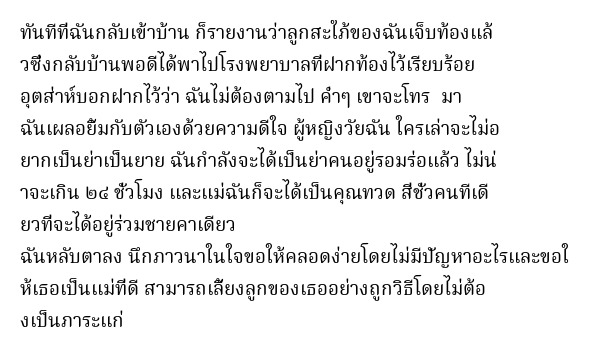 ทันทีที่ฉันกลับเข้าบ้าน ก็รายงานว่าลูกสะใภ้ของฉันเจ็บท้องแล้
วซึ่งกลับบ้านพอดีได้พาไปโรงพยาบาลที่ฝากท้องไว้เรียบร้อย
อุตส่าห์บอกฝากไว้ว่า ฉันไม่ต้องตามไป ค่ำๆ เขาจะโทร  มา
ฉันเผลอยิ้มกับตัวเองด้วยความดีใจ ผู้หญิงวัยฉัน ใครเล่าจะไม่อ
ยากเป็นย่าเป็นยาย ฉันกำลังจะได้เป็นย่าคนอยู่รอมร่อแล้ว ไม่น่
าจะเกิน ๒๔ ชั่วโมง และแม่ฉันก็จะได้เป็นคุณทวด สี่ชั่วคนทีเดี
ยวที่จะได้อยู่ร่วมชายคาเดียว
ฉันหลับตาลง นึกภาวนาในใจขอให้คลอดง่ายโดยไม่มีปัญหาอะไรและขอใ
ห้เธอเป็นแม่ที่ดี สามารถเลี้ยงลูกของเธออย่างถูกวิธีโดยไม่ต้อ
งเป็นภาระแก่